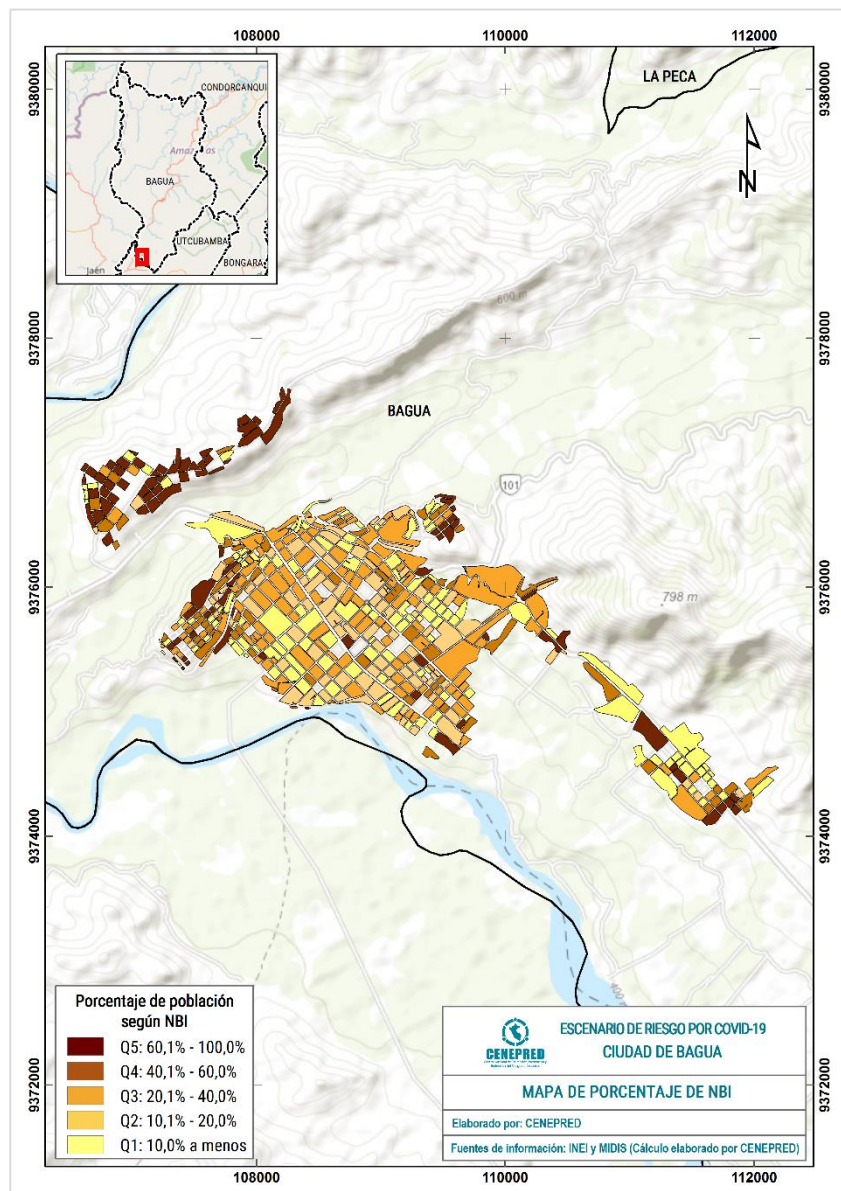 108000
110000
112000
9380000
9380000
CONDORCANQUI
Amazonas
BAGUA
UTCUBAMBA
Jaén
BONGARA
LA PECA
N
600 m
9378000
9378000
BAGUA
101
9376000
9376000
798 m
9374000
9374000
400 m
Porcentaje de población
según NBI
Q5: 60,1% - 100,0%
Q4: 40,1% - 60,0%
Q3: 20,1% - 40,0%
Q2: 10,1% - 20,0%
Q1: 10,0% a menos
CENEPRED
ESCENARIO DE RIESGO POR COVID-19
CIUDAD DE BAGUA
MAPA DE PORCENTAJE DE NBI
Elaborado por: CENEPRED
Fuentes de información: INEI y MIDIS (Cálculo elaborado por CENEPRED)
9372000
9372000
108000
110000
112000